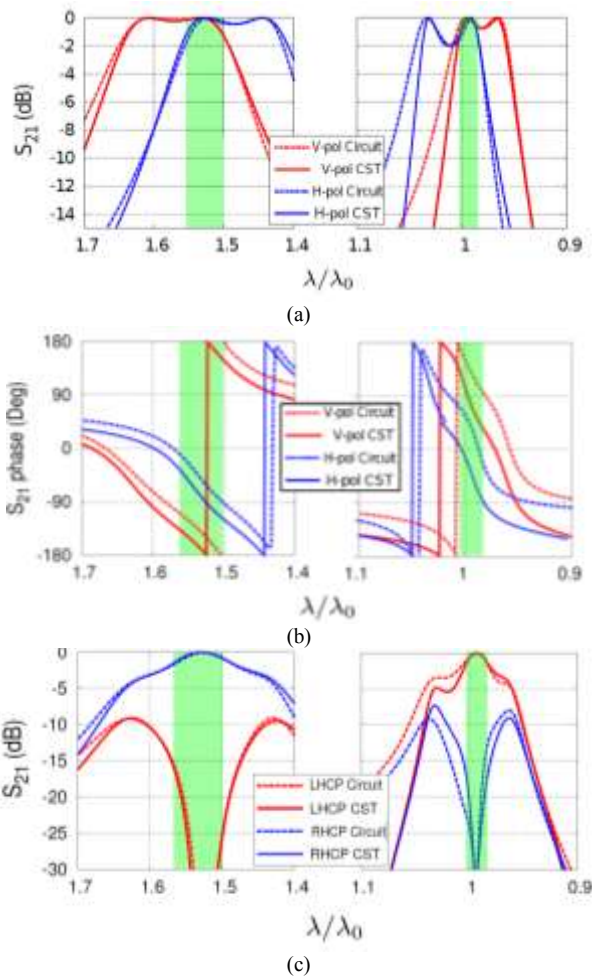 0
-2
-4
-6
-8
-10
-12
-14
S21 (dB)
V-pol Circuit
V-pol CST
H-pol Circuit
H-pol CST
1.7 1.6 1.5 1.4 1.1 1 0.9
λ/λ0
(a)
180
90
0
-90
-180
S21 phase (Deg)
V-pol Circuit
V-pol CST
H-pol Circuit
H-pol CST
1.7 1.6 1.5 1.4 1.1 1 0.9
λ/λ0
(b)
0
-5
-10
-15
-20
-25
-30
S21 (dB)
LHCP Circuit
LHCP CST
RHCP Circuit
RHCP CST
1.7 1.6 1.5 1.4 1.1 1 0.9
λ/λ0
(c)